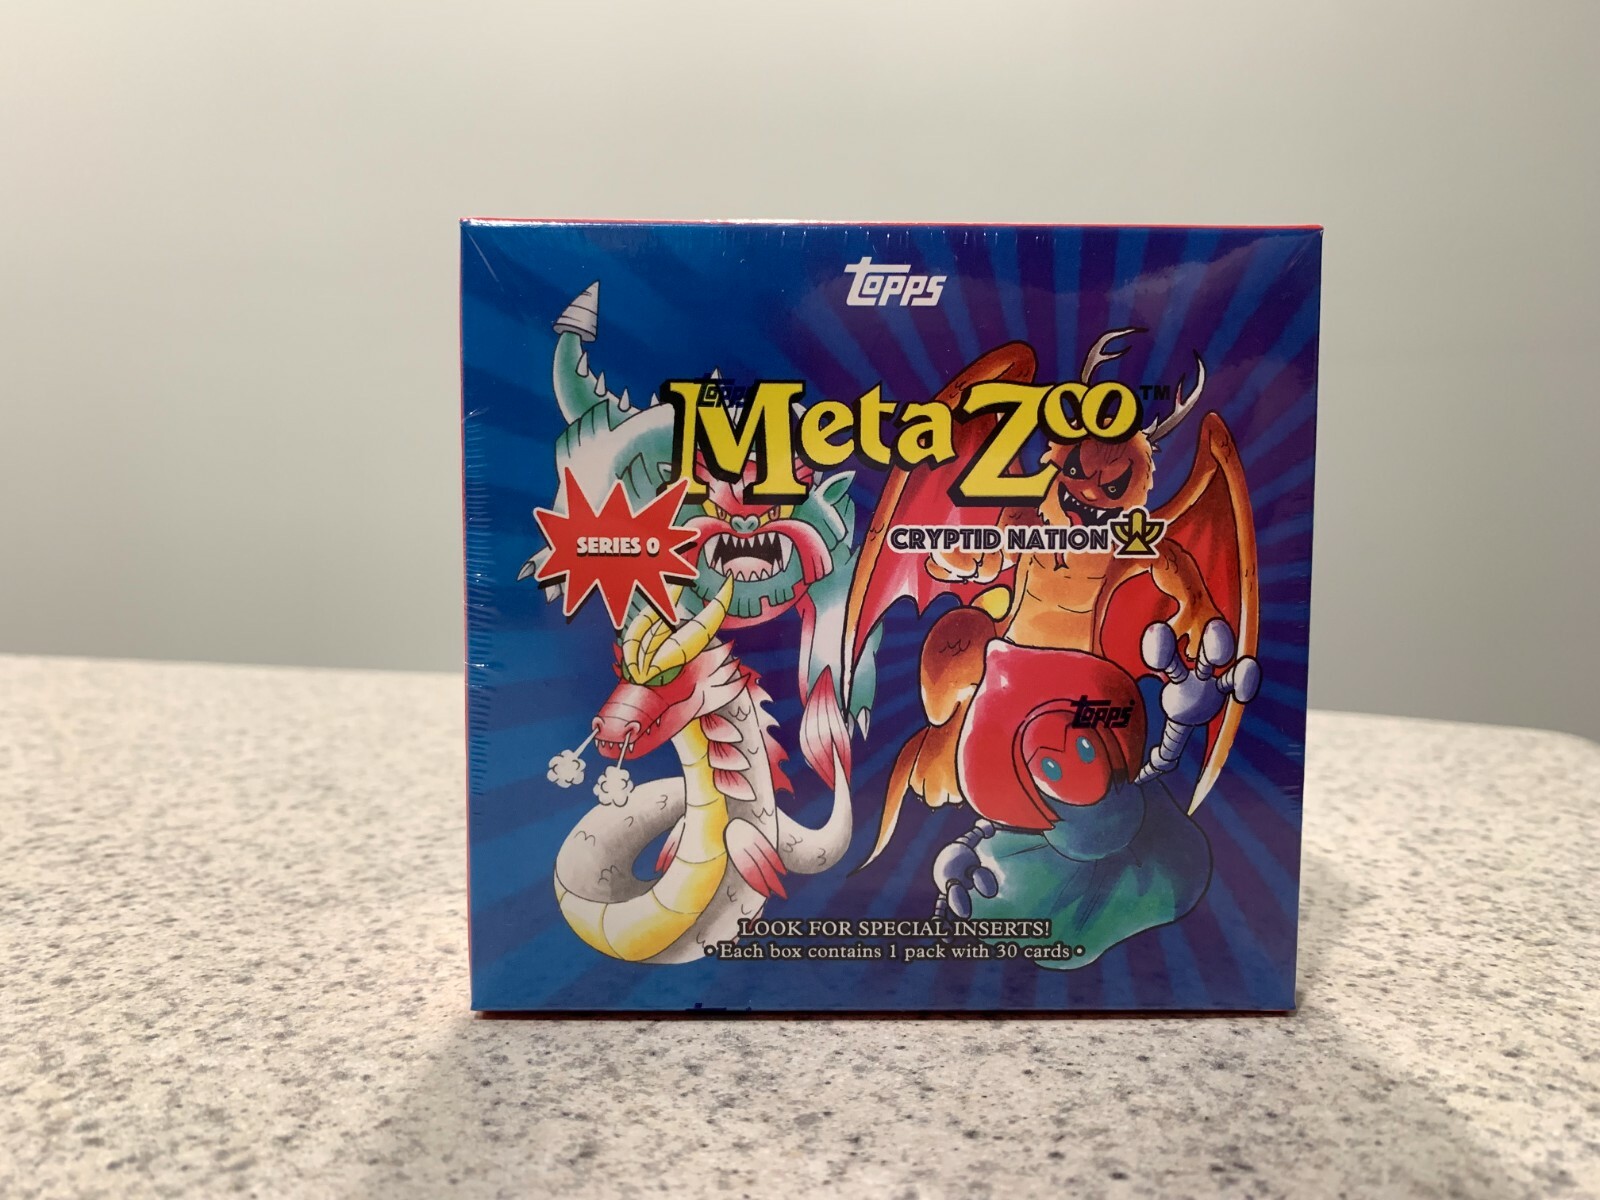 Topps
Topps
MetaZoo™
SERIES 0
CRYPTID NATION
Topps®
LOOK FOR SPECIAL INSERTS!
• Each box contains 1 pack with 30 cards •